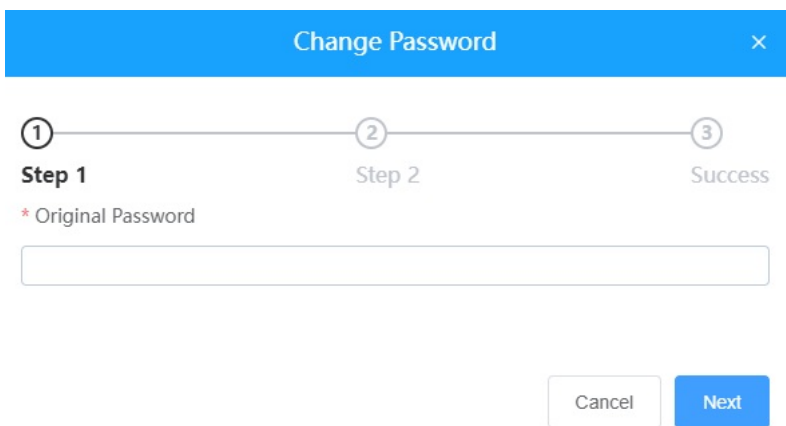 Change Password ×
1 2 3
Step 1 Step 2 Success
* Original Password
Cancel Next